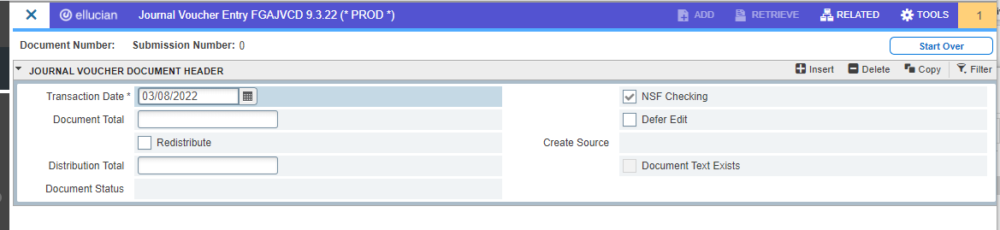 ellucian Journal Voucher Entry FGAJVCD 9.3.22 (* PROD *) ADD RETRIEVE RELATED TOOLS 1
Document Number: Submission Number: 0 Start Over
JOURNAL VOUCHER DOCUMENT HEADER Insert Delete Copy Filter
Transaction Date * 03/08/2022 NSF Checking
Document Total Defer Edit
Redistribute Create Source
Distribution Total Document Text Exists
Document Status